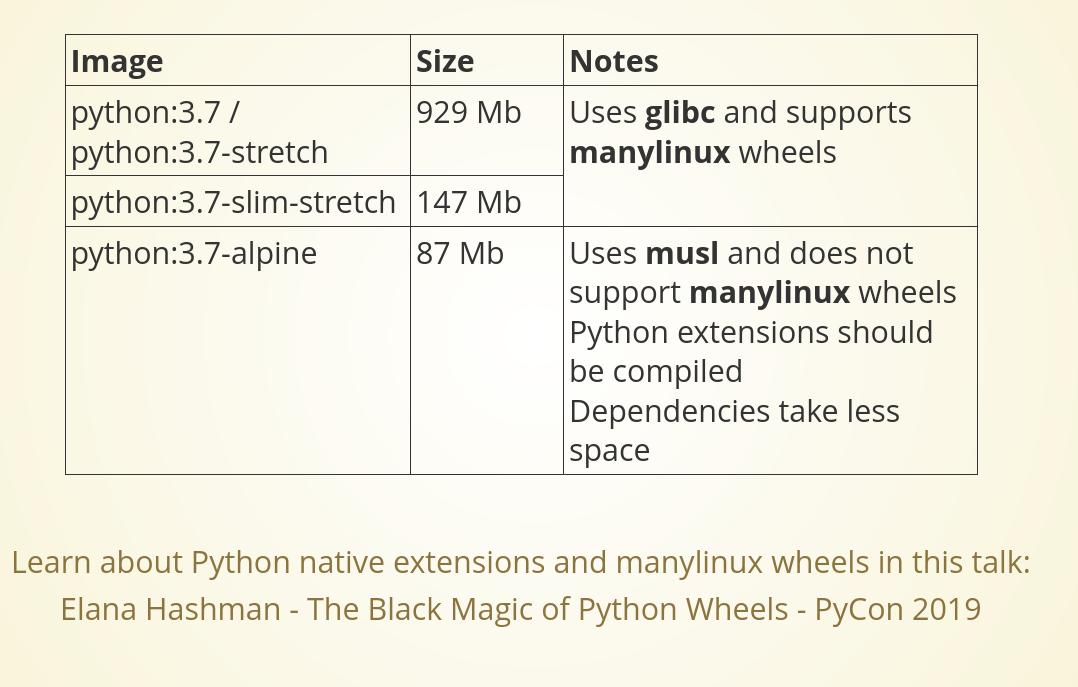 Image Size Notes
python:3.7 /
python:3.7-stretch
929 Mb
Uses glibc and supports
manylinux wheels
python:3.7-slim-stretch
147 Mb
python:3.7-alpine
87 Mb
Uses musl and does not
support manylinux wheels
Python extensions should
be compiled
Dependencies take less
space
Learn about Python native extensions and manylinux wheels in this talk:
Elana Hashman - The Black Magic of Python Wheels - PyCon 2019